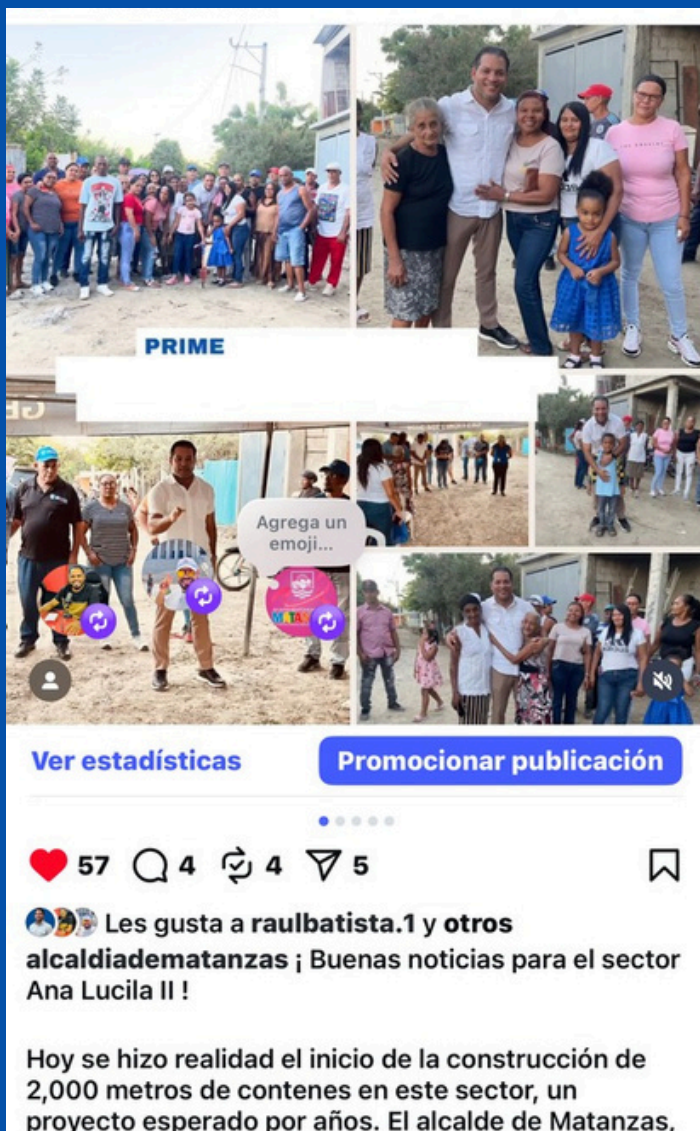 PRIME
Agrega un
emoji...
Ver estadísticas
Promocionar publicación
57 4 4 5
Les gusta a raulbatista.1 y otros
alcaldiadematanzas ¡ Buenas noticias para el sector
Ana Lucila II !
Hoy se hizo realidad el inicio de la construcción de
2,000 metros de contenes en este sector, un
proyecto esperado por años. El alcalde de Matanzas,